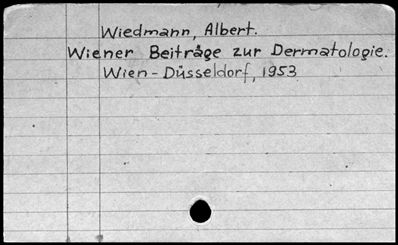 Wiedmann, Albert.
Wiener Beiträge zur Dermatologie.
Wien-Düsseldorf, 1953